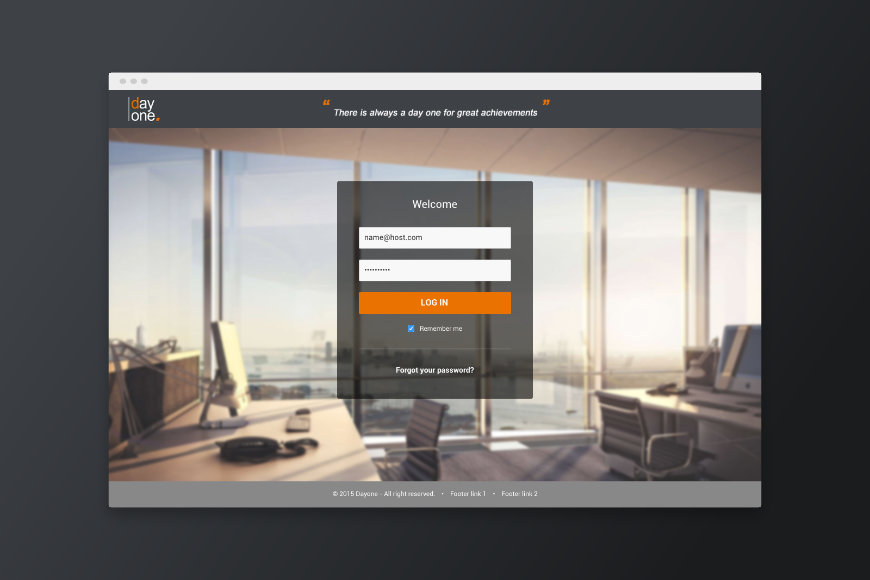 day
one.
“ There is always a day one for great achievements ”
Welcome
name@host.com
••••••••••
LOG IN
Remember me
Forgot your password?
© 2015 Dayone - All right reserved. • Footer link 1 • Footer link 2